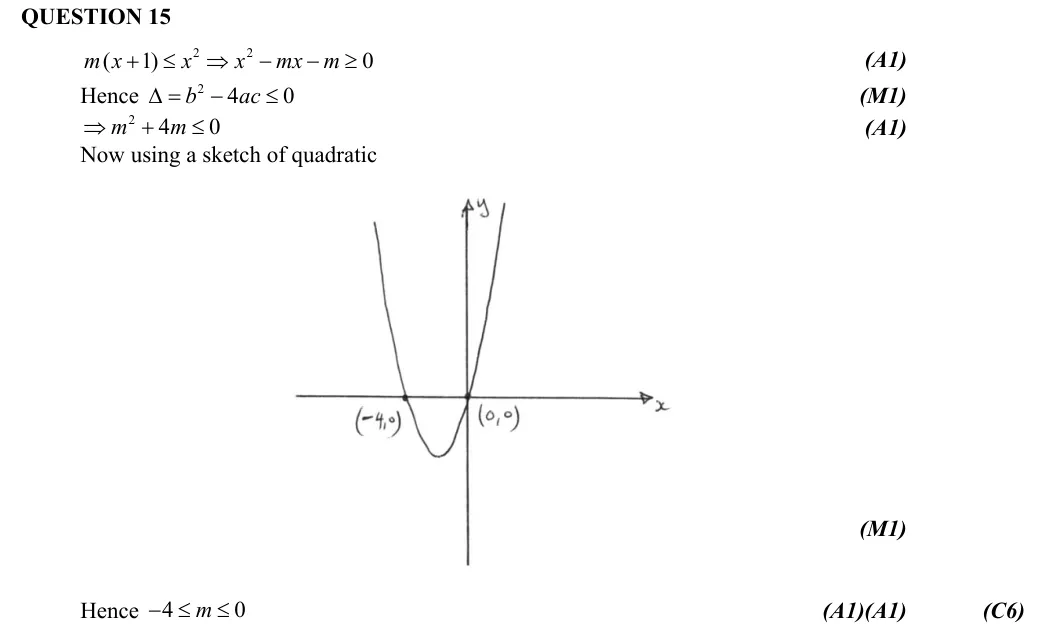 QUESTION 15
m(x+1) ≤ x² ⇒ x² − mx − m ≥ 0 (A1)
Hence Δ = b² − 4ac ≤ 0 (M1)
⇒ m² + 4m ≤ 0 (A1)
Now using a sketch of quadratic
y
x
(-4,0) (0,0)
(M1)
Hence −4 ≤ m ≤ 0 (A1)(A1) (C6)